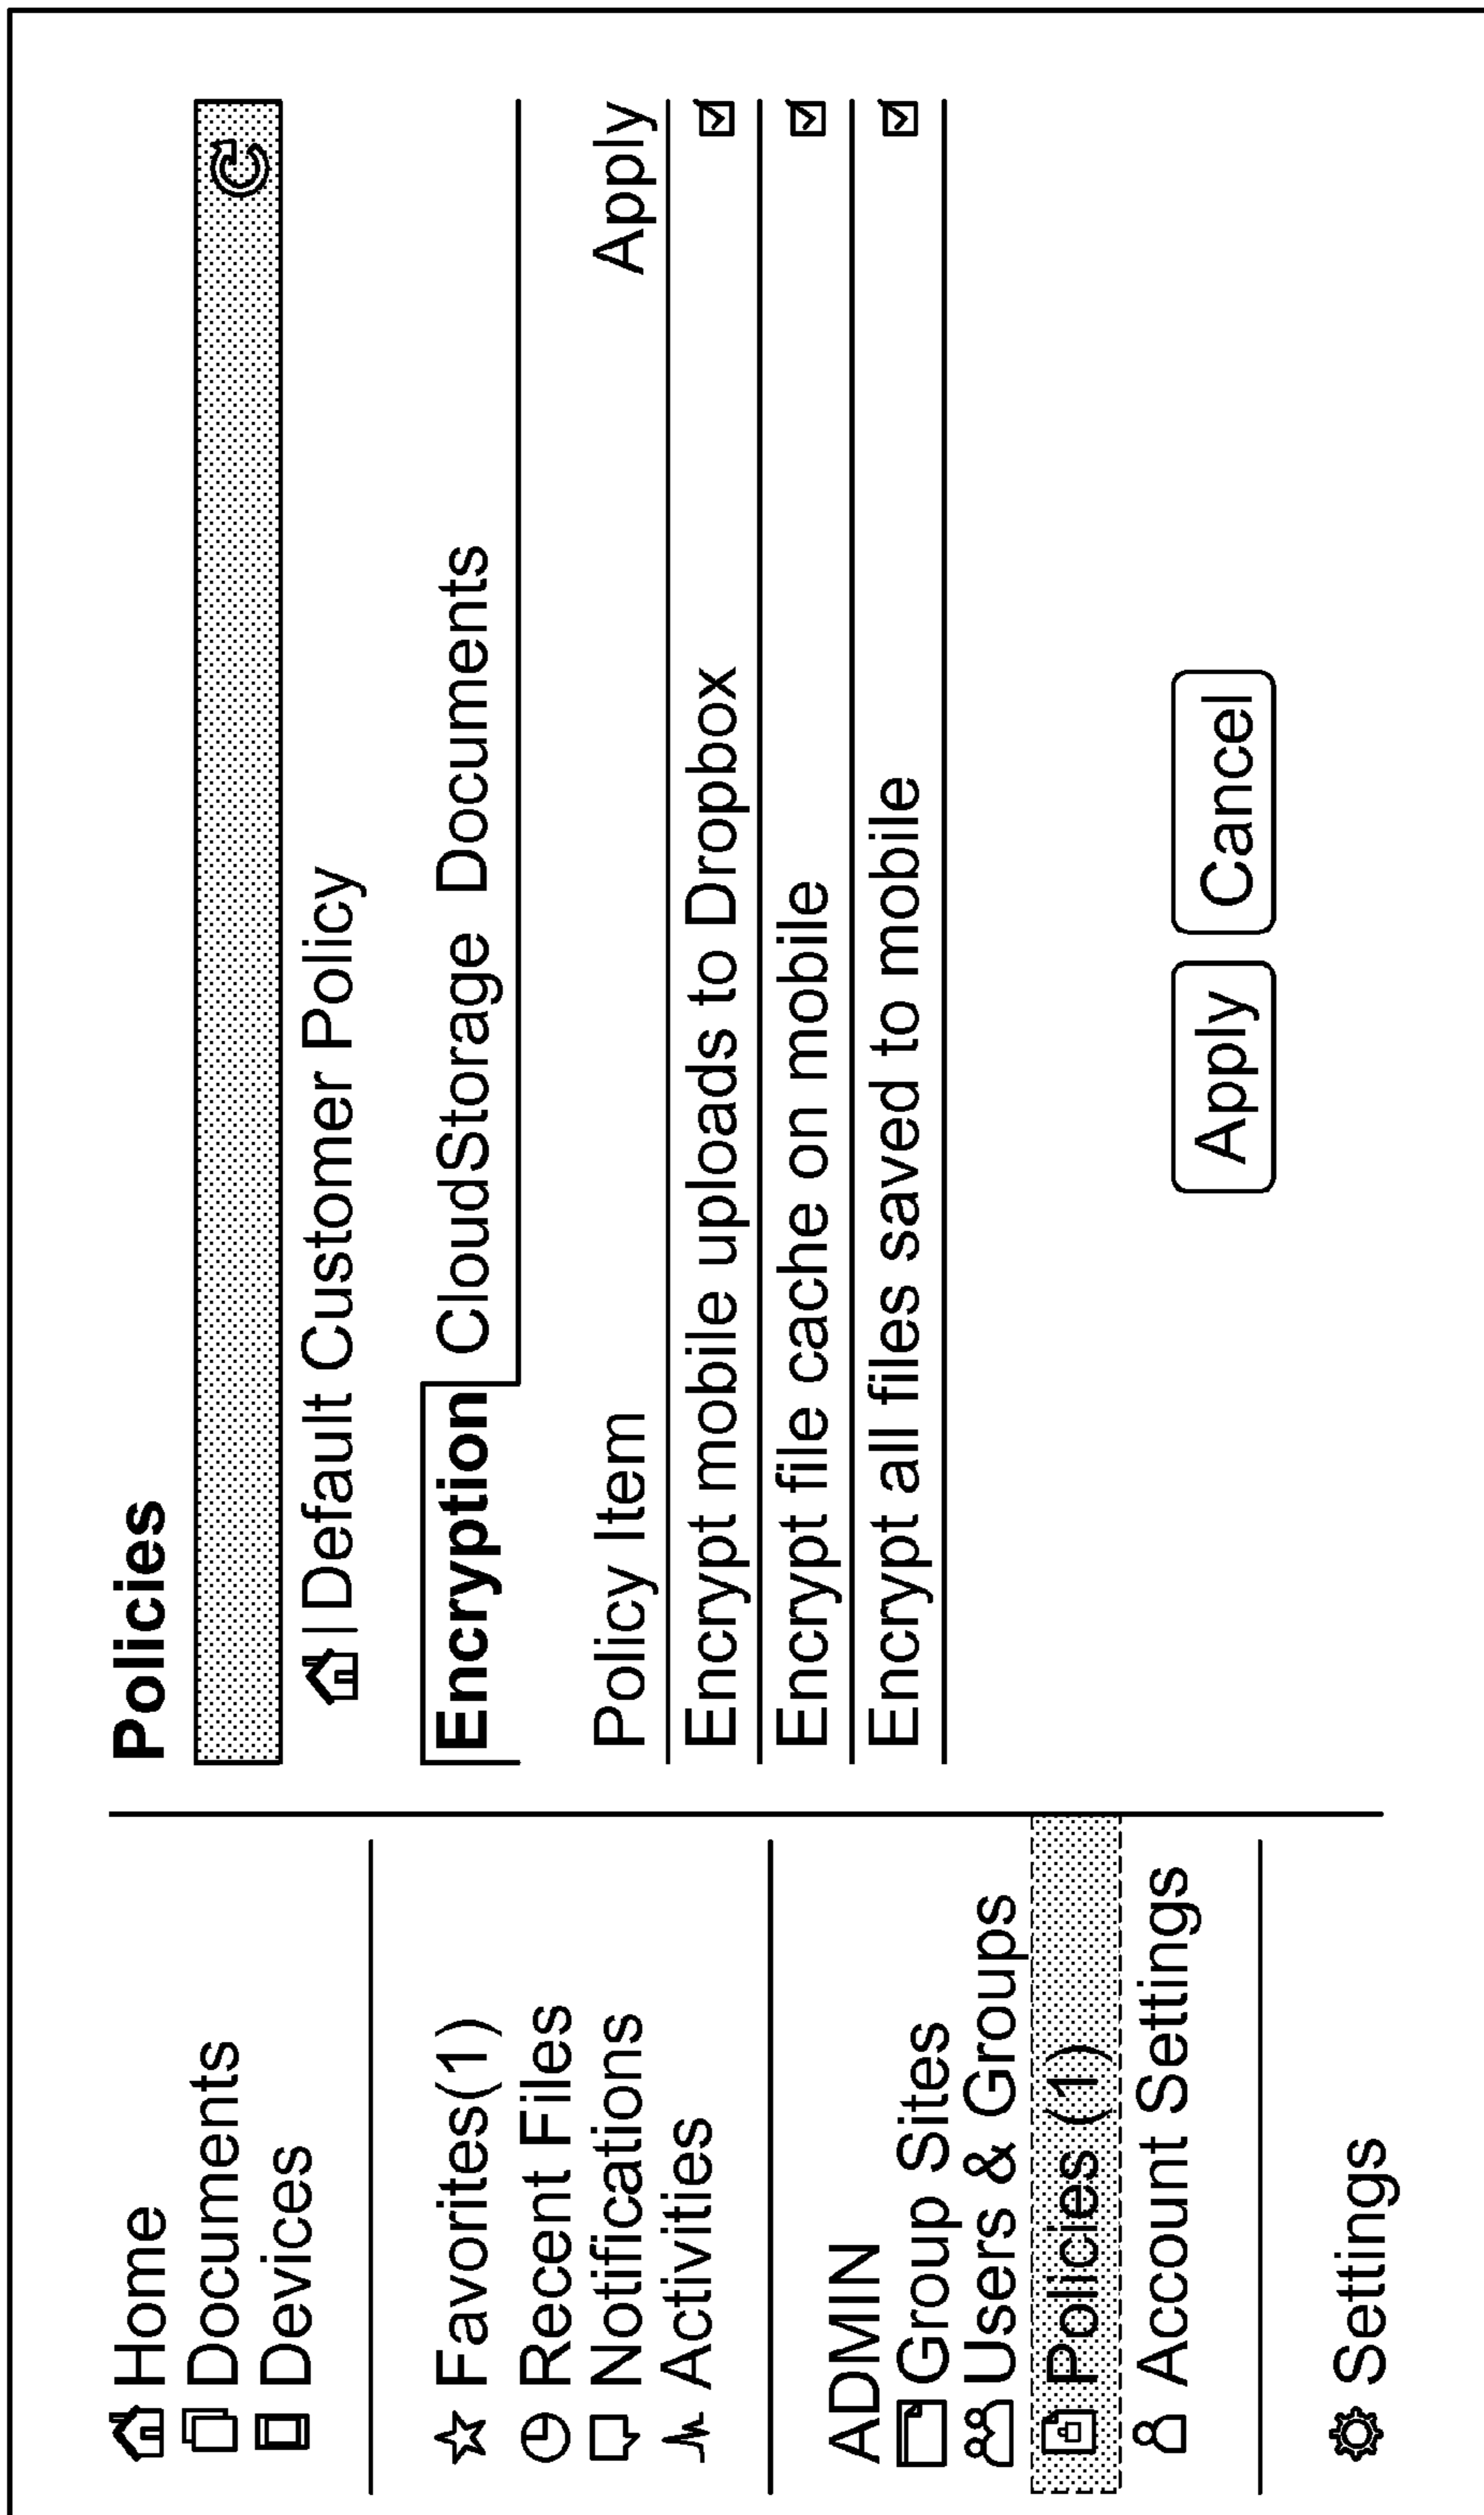 Home
Documents
Devices
Favorites(1)
Recent Files
Notifications
Activities
ADMIN
Group Sites
Users & Groups
Policies (1)
Account Settings
Settings
Policies
Default Customer Policy
Encryption CloudStorage Documents
Policy Item Apply
Encrypt mobile uploads to Dropbox
Encrypt file cache on mobile
Encrypt all files saved to mobile
Apply Cancel